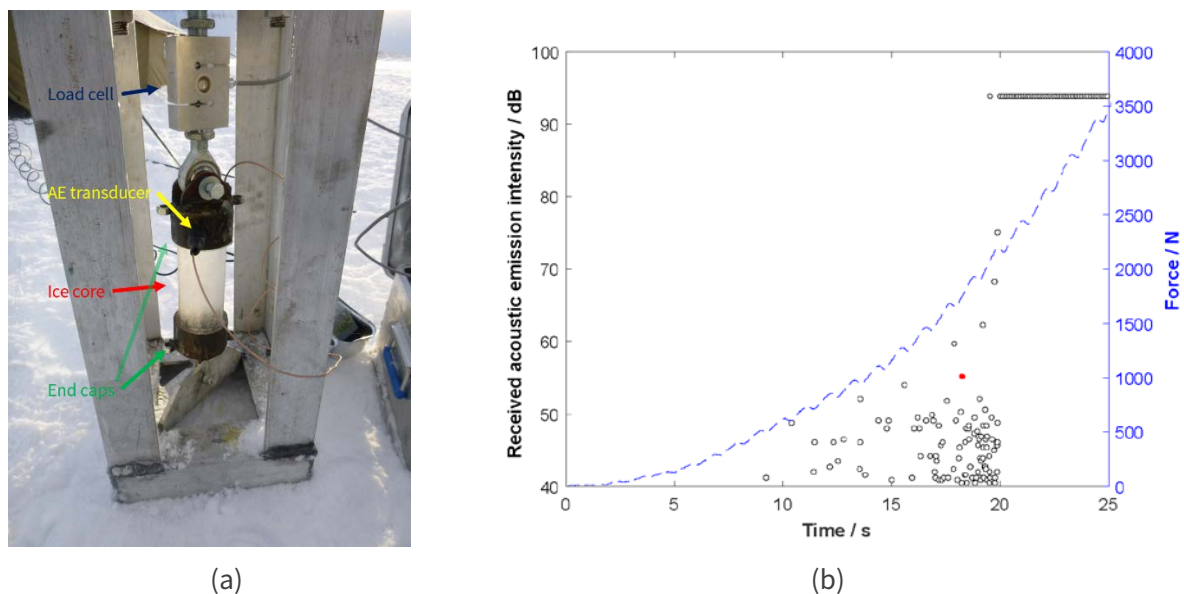 Load cell
AE transducer
Ice core
End caps
(a)
100
90
80
70
60
50
40
Received acoustic emission intensity / dB
0
5
10
15
20
25
Time / s
4000
3500
3000
2500
2000
1500
1000
500
0
Force / N
(b)